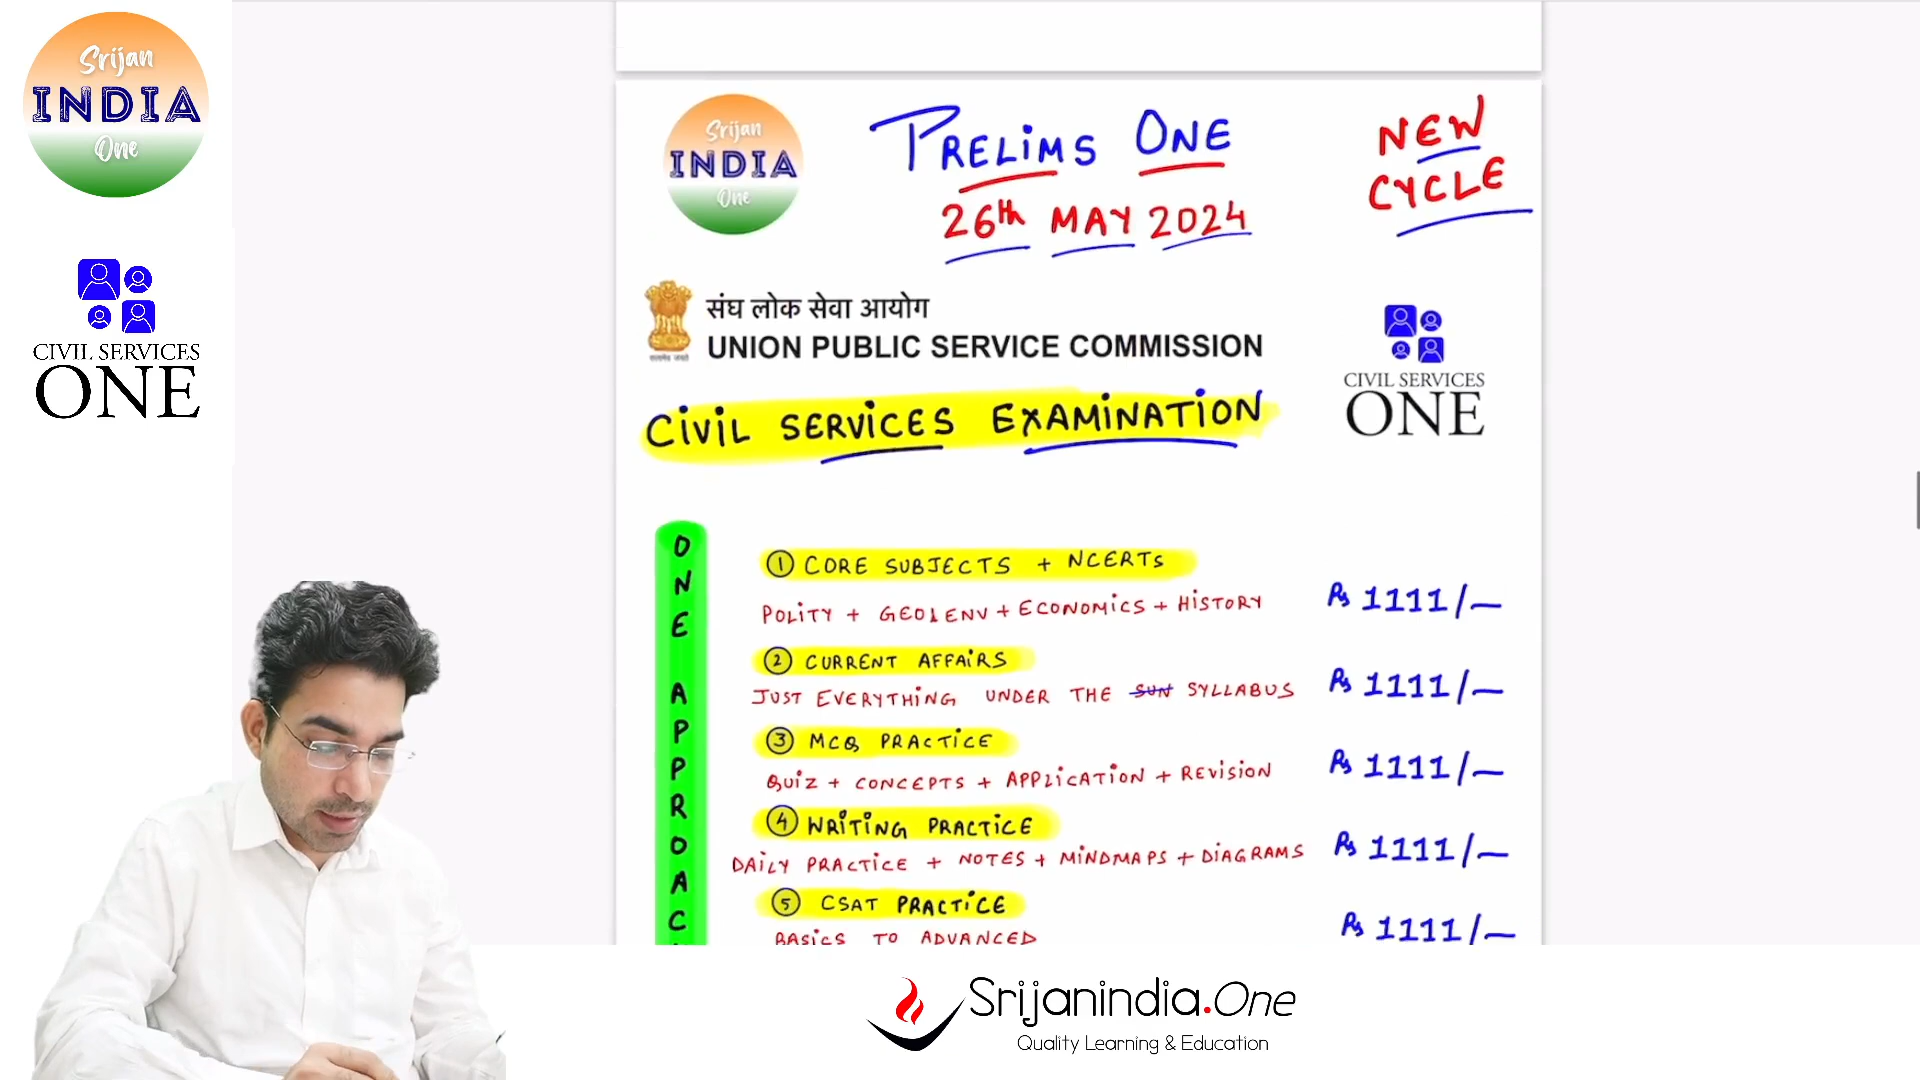 Srijan
INDIA
One
CIVIL SERVICES
ONE
Srijan
INDIA
One
PRELIMS ONE
26th MAY 2024
NEW
CYCLE
संघ लोक सेवा आयोग
UNION PUBLIC SERVICE COMMISSION
CIVIL SERVICES EXAMINATION
CIVIL SERVICES
ONE
ONE APPROAC
1 CORE SUBJECTS + NCERTs
POLITY + GEO & ENV + ECONOMICS + HISTORY Rs 1111/-
2 CURRENT AFFAIRS
JUST EVERYTHING UNDER THE SUN SYLLABUS Rs 1111/-
3 MCQ PRACTICE
QUIZ + CONCEPTS + APPLICATION + REVISION Rs 1111/-
4 WRITING PRACTICE
DAILY PRACTICE + NOTES + MINDMAPS + DIAGRAMS Rs 1111/-
5 CSAT PRACTICE
BASICS TO ADVANCED Rs 1111/-
Srijanindia.One
Quality Learning & Education